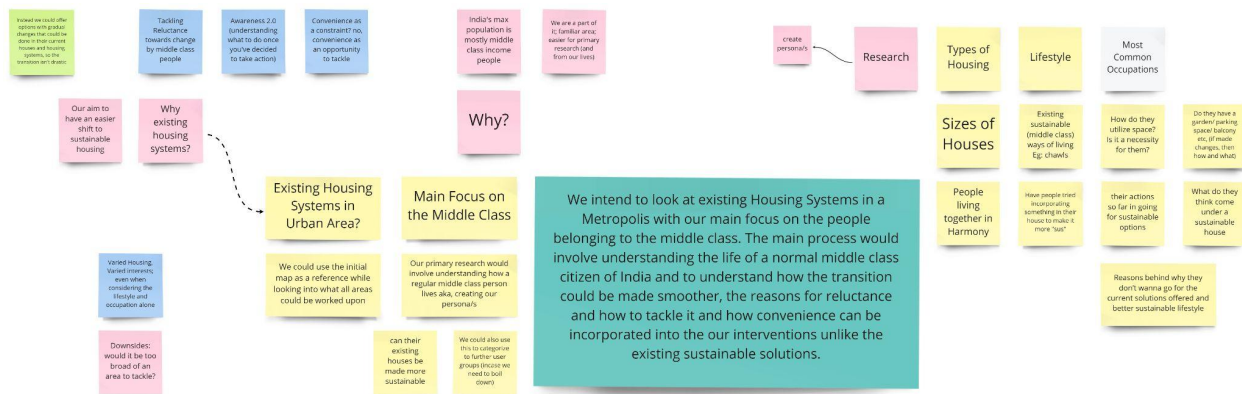 Instead we could offer
options with gradual
changes that could be
done in their current
houses and housing
systems, so the
transition isn't drastic
Tackling
Reluctance
towards change by
middle class
people
Awareness 2.0
(understanding
what to do once
you've decided
to take action)
Convenience as
a constraint? no,
convenience as
an opportunity
to tackle
India's max
population is
mostly middle
class income
people
We are a part of
it; familiar area;
easier for primary
research (and
from our lives)
create
persona/s
Research
Types of
Housing
Lifestyle
Most
Common
Occupations
Our aim to
have an easier
shift to
sustainable
housing
Why
existing
housing
systems?
Why?
Sizes of
Houses
Existing
sustainable
(middle class)
ways of living
Eg: chawls
How do they
utilize space?
Is it a necessity
for them?
Do they have a
garden/ parking
space/ balcony
etc, (if made
changes, then
how and what)
Existing Housing
Systems in
Urban Area?
Main Focus on
the Middle Class
We intend to look at existing Housing Systems in a
Metropolis with our main focus on the people
belonging to the middle class. The main process would
involve understanding the life of a normal middle class
citizen of India and to understand how the transition
could be made smoother, the reasons for reluctance
and how to tackle it and how convenience can be
incorporated into the our interventions unlike the
existing sustainable solutions.
People
living
together in
Harmony
Have people tried
incorporating
something in their
house to make it
more "sus"
their actions
so far in going
for sustainable
options
What do they
think come
under a
sustainable
house
Varied Housing,
Varied interests;
even when
considering the
lifestyle and
occupation alone
We could use the initial
map as a reference while
looking into what all areas
could be worked upon
Our primary research would
involve understanding how a
regular middle class person
lives aka, creating our
persona/s
Reasons behind why they
don't wanna go for the
current solutions offered and
better sustainable lifestyle
Downsides:
would it be too
broad of an
area to tackle?
can their
existing
houses be
made more
sustainable
We could also use
this to categorize
to further user
groups (incase we
need to boil
down)